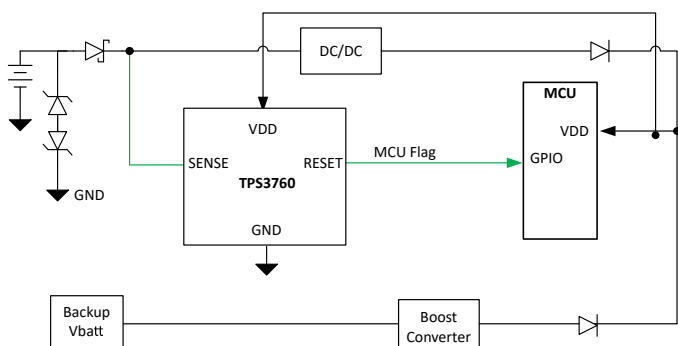 DC/DC
MCU
VDD
VDD
SENSE
RESET
MCU Flag
GPIO
TPS3760
GND
GND
Backup
Vbatt
Boost
Converter